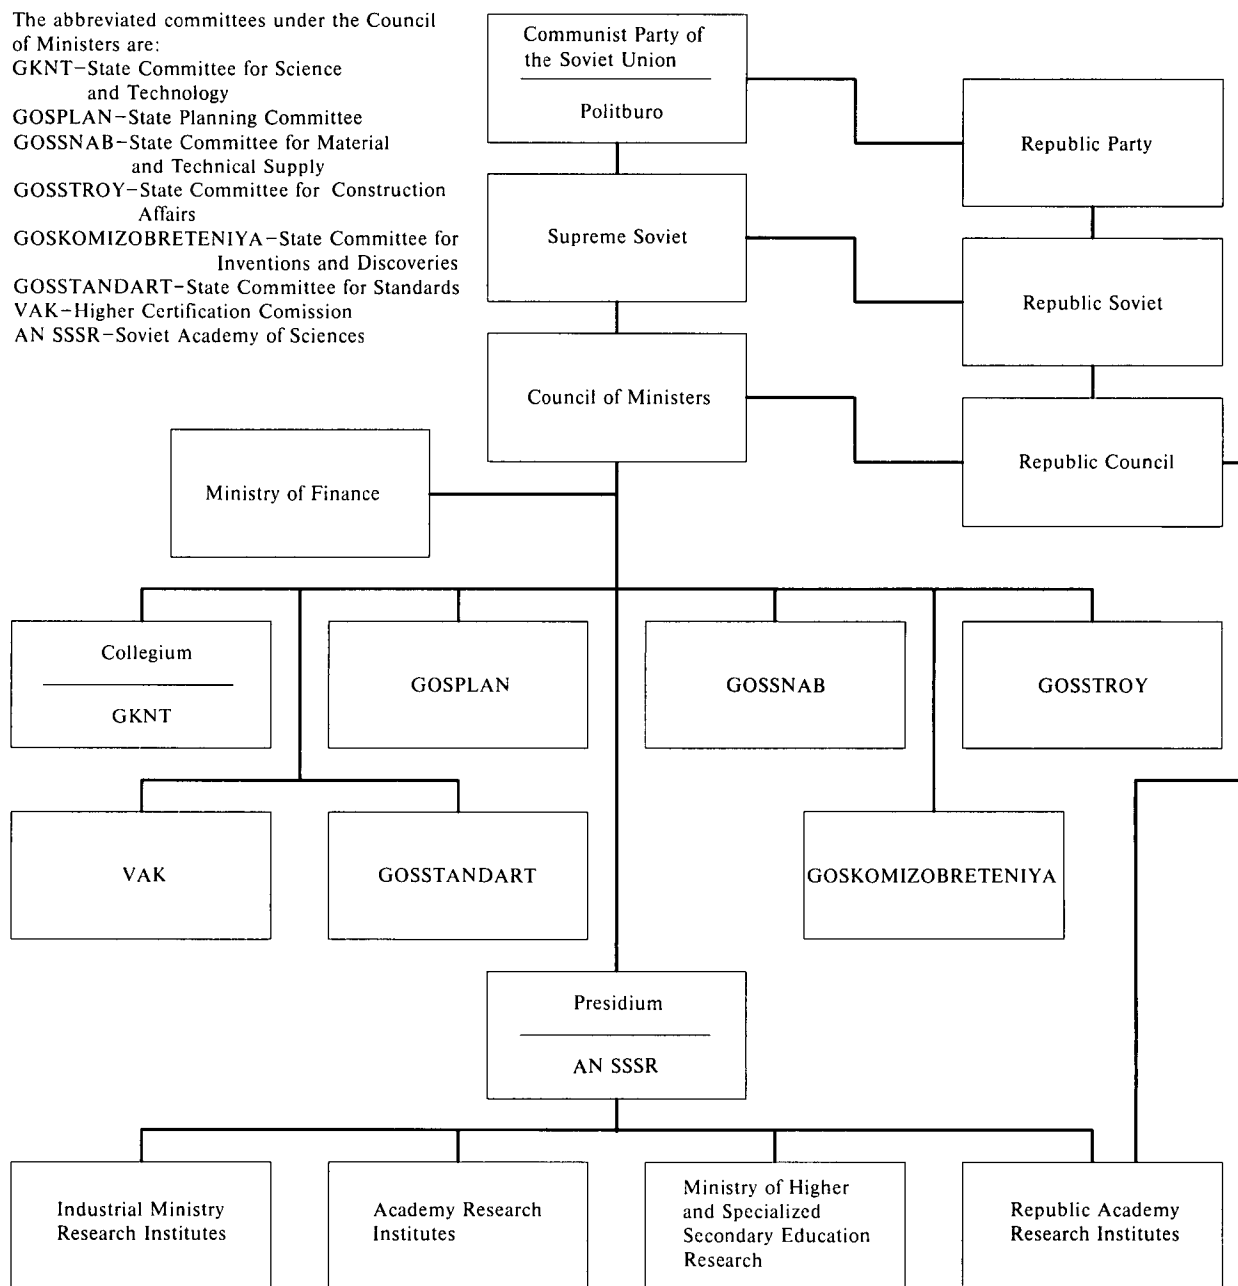 The abbreviated committees under the Council
of Ministers are:
GKNT–State Committee for Science
and Technology
GOSPLAN–State Planning Committee
GOSSNAB–State Committee for Material
and Technical Supply
GOSSTROY–State Committee for Construction
Affairs
GOSKOMIZOBRETENIYA–State Committee for
Inventions and Discoveries
GOSSTANDART–State Committee for Standards
VAK–Higher Certification Comission
AN SSSR–Soviet Academy of Sciences
Communist Party of
the Soviet Union
Politburo
Republic Party
Supreme Soviet
Republic Soviet
Council of Ministers
Republic Council
Ministry of Finance
Collegium
GKNT
GOSPLAN
GOSSNAB
GOSSTROY
VAK
GOSSTANDART
GOSKOMIZOBRETENIYA
Presidium
AN SSSR
Industrial Ministry
Research Institutes
Academy Research
Institutes
Ministry of Higher
and Specialized
Secondary Education
Research
Republic Academy
Research Institutes